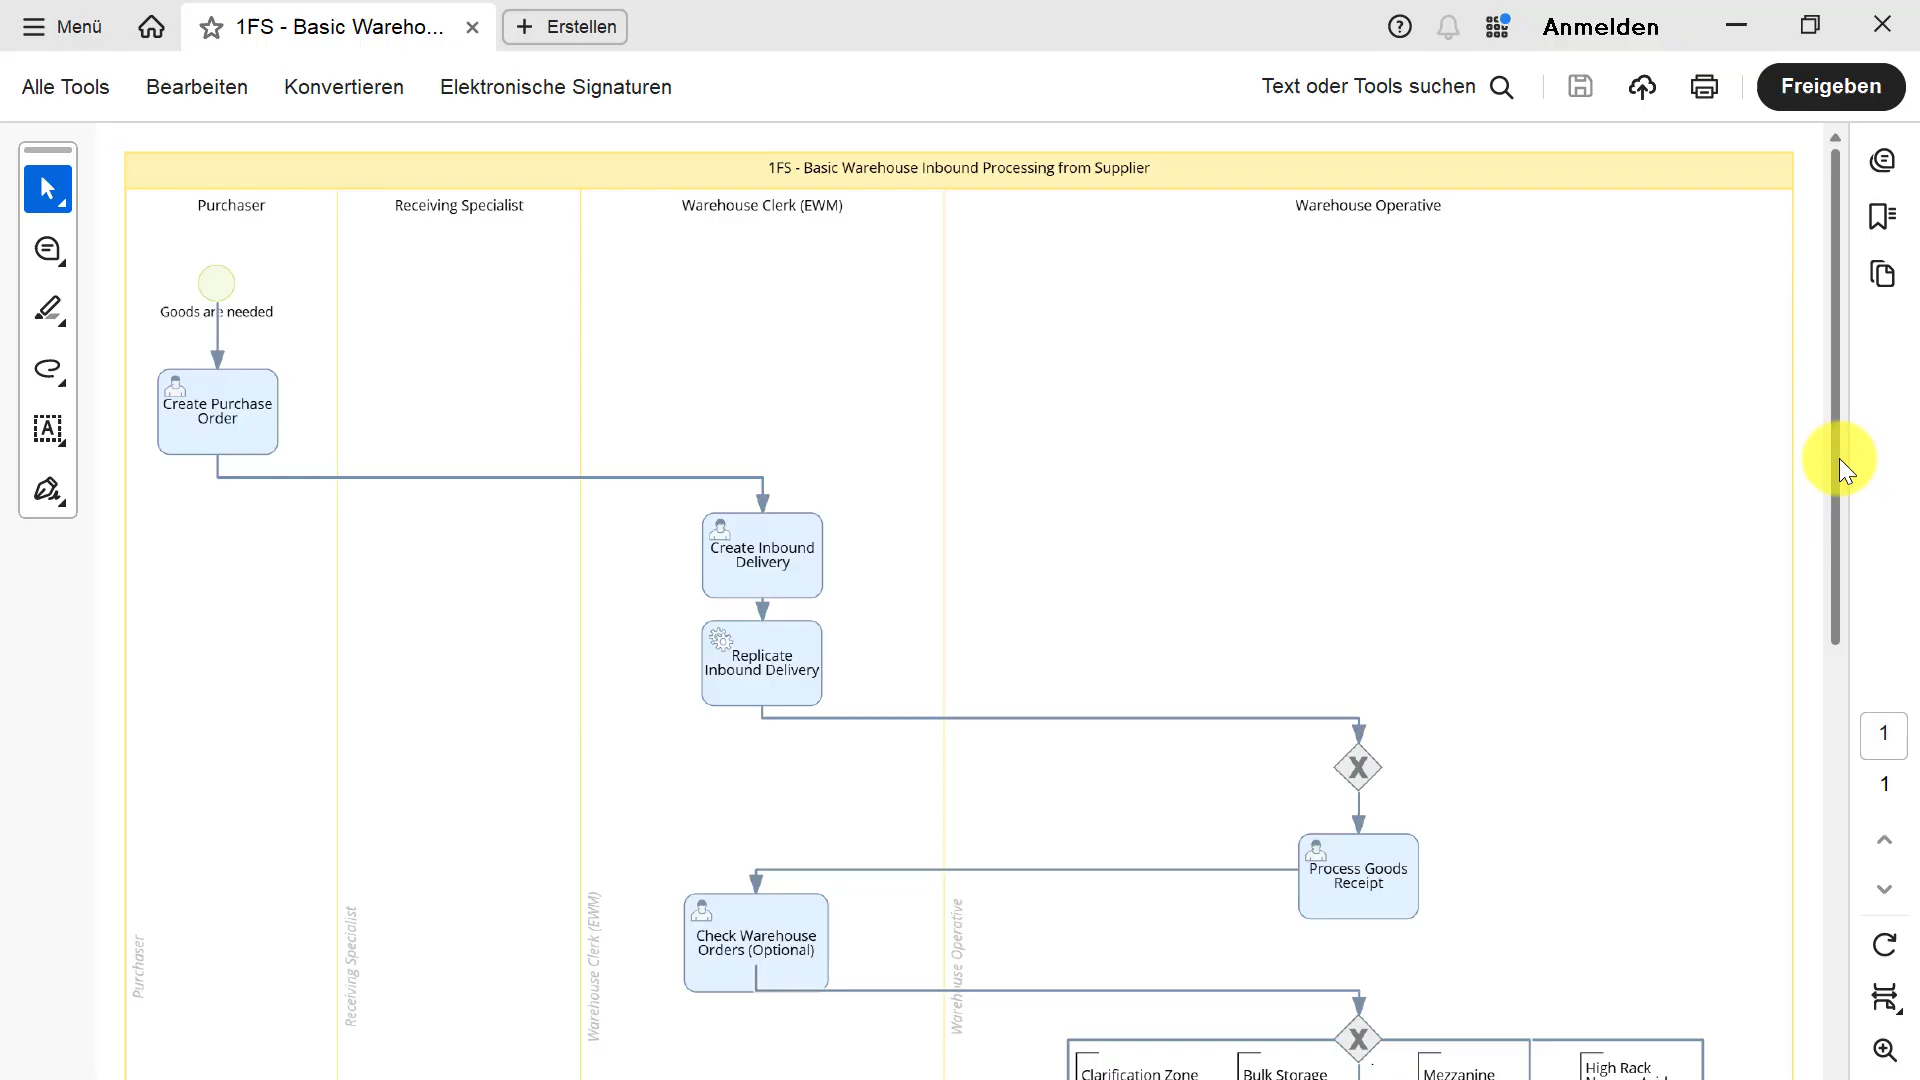 Menü
1FS - Basic Wareho...
Erstellen
Anmelden
Alle Tools
Bearbeiten
Konvertieren
Elektronische Signaturen
Text oder Tools suchen
Freigeben
1FS - Basic Warehouse Inbound Processing from Supplier
Purchaser
Receiving Specialist
Warehouse Clerk (EWM)
Warehouse Operative
Goods are needed
Create Purchase
Order
Create Inbound
Delivery
Replicate
Inbound Delivery
X
Process Goods
Receipt
Check Warehouse
Orders (Optional)
Purchaser
Receiving Specialist
Warehouse Clerk (EWM)
Warehouse Operative
X
Clarification Zone
Bulk Storage
Mezzanine
High Rack
1
1